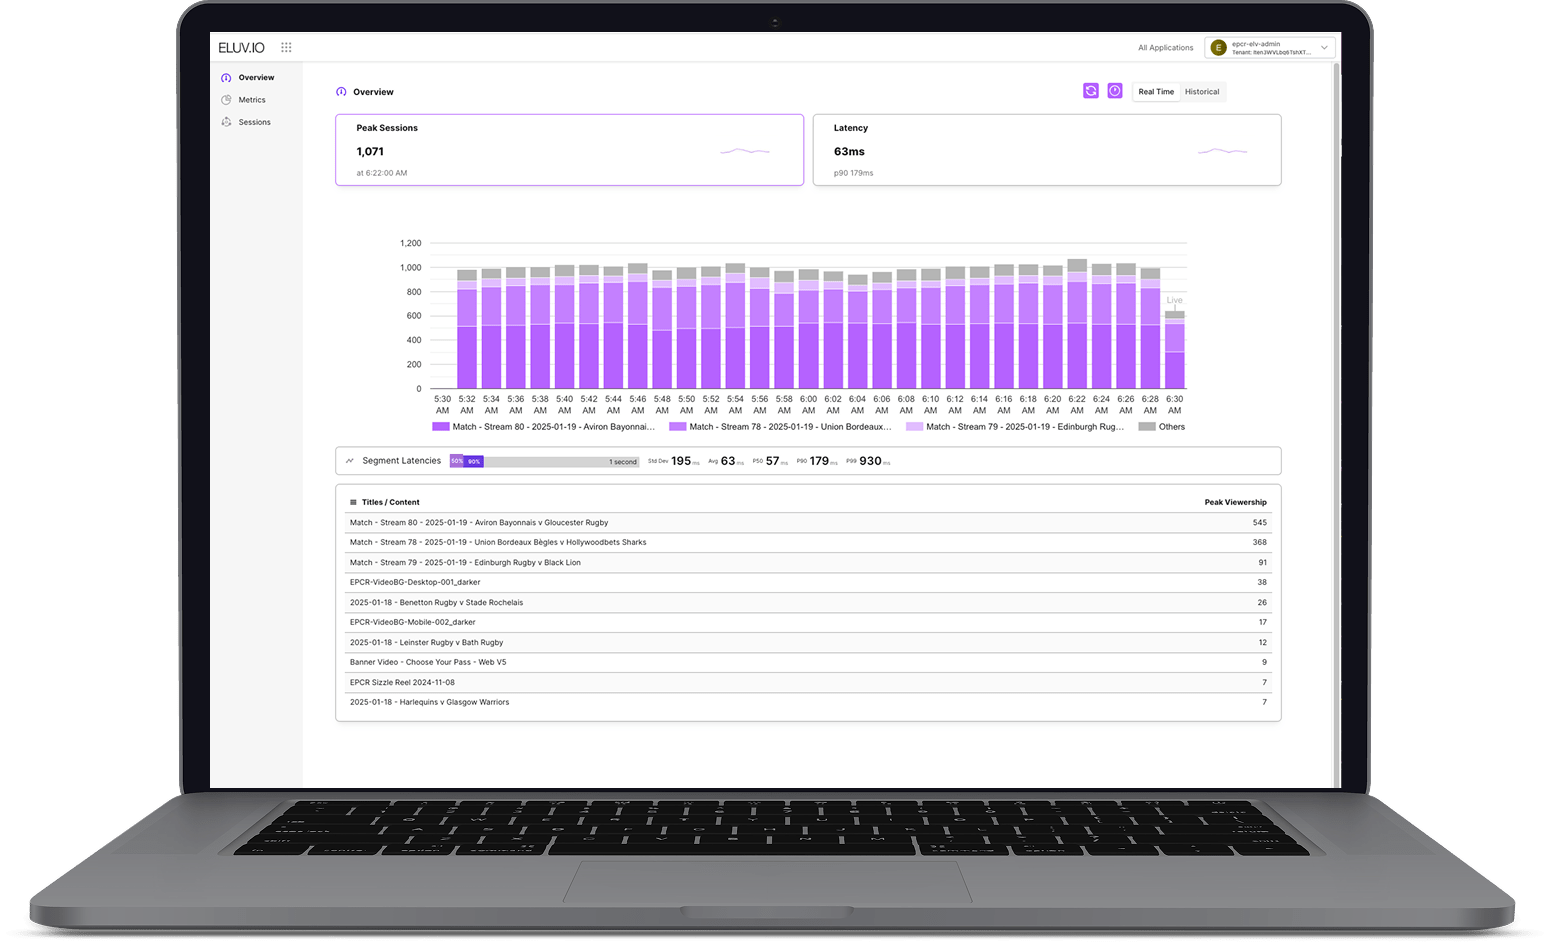 ELUV.IO
All Applications
E
epcr-elv-admin
Overview
Metrics
Sessions
Overview
Real Time
Historical
Peak Sessions
1,071
at 6:22:00 AM
Latency
63ms
p90 179ms
1,200
1,000
800
600
400
200
0
Live
5:30 AM 5:32 AM 5:34 AM 5:36 AM 5:38 AM 5:40 AM 5:42 AM 5:44 AM 5:46 AM 5:48 AM 5:50 AM 5:52 AM 5:54 AM 5:56 AM 5:58 AM 6:00 AM 6:02 AM 6:04 AM 6:06 AM 6:08 AM 6:10 AM 6:12 AM 6:14 AM 6:16 AM 6:18 AM 6:20 AM 6:22 AM 6:24 AM 6:26 AM 6:28 AM 6:30 AM
Match - Stream 80 - 2025-01-19 - Aviron Bayonnai... Match - Stream 78 - 2025-01-19 - Union Bordeaux... Match - Stream 79 - 2025-01-19 - Edinburgh Rug... Others
Segment Latencies 50% 90% 1 second Std Dev 195 ms Avg 63 ms P50 57 ms P90 179 ms P99 930 ms
Titles / Content Peak Viewership
Match - Stream 80 - 2025-01-19 - Aviron Bayonnais v Gloucester Rugby 545
Match - Stream 78 - 2025-01-19 - Union Bordeaux Bègles v Hollywoodbets Sharks 368
Match - Stream 79 - 2025-01-19 - Edinburgh Rugby v Black Lion 91
EPCR-VideoBG-Desktop-001_darker 38
2025-01-18 - Benetton Rugby v Stade Rochelais 26
EPCR-VideoBG-Mobile-002_darker 17
2025-01-18 - Leinster Rugby v Bath Rugby 12
Banner Video - Choose Your Pass - Web V5 9
EPCR Sizzle Reel 2024-11-08 7
2025-01-18 - Harlequins v Glasgow Warriors 7